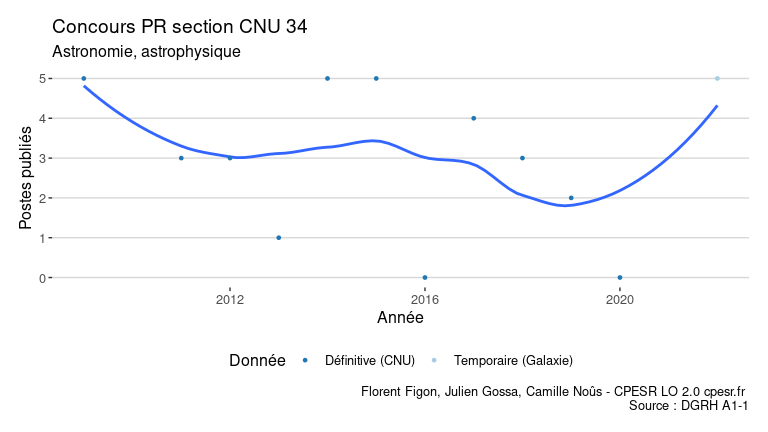 Concours PR section CNU 34
Astronomie, astrophysique
Postes publiés
5
4
3
2
1
0
2012 2016 2020
Année
Donnée Définitive (CNU) Temporaire (Galaxie)
Florent Figon, Julien Gossa, Camille Noûs - CPESR LO 2.0 cpesr.fr
Source : DGRH A1-1